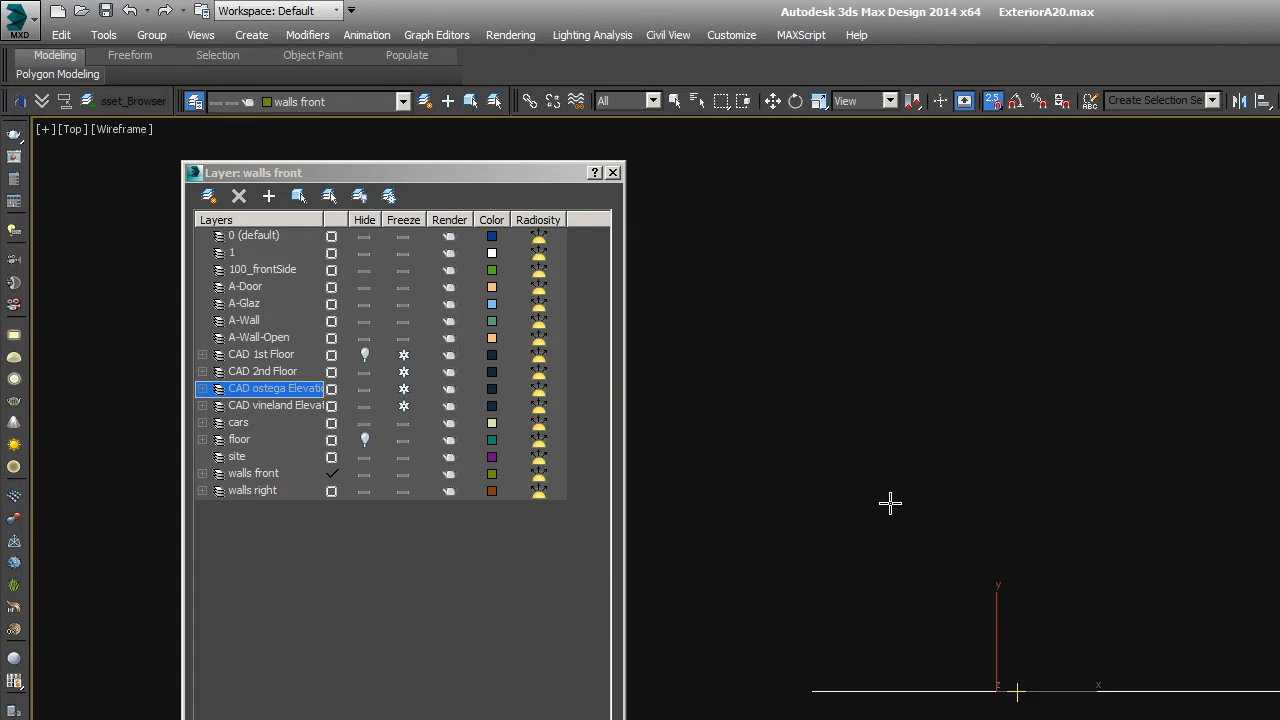 Workspace: Default
Autodesk 3ds Max Design 2014 x64 ExteriorA20.max
MXD
Edit Tools Group Views Create Modifiers Animation Graph Editors Rendering Lighting Analysis Civil View Customize MAXScript Help
Modeling Freeform Selection Object Paint Populate
Polygon Modeling
sset_Browser walls front All View 2.5 Create Selection Se
[+] [Top] [Wireframe]
Layer: walls front
Layers Hide Freeze Render Color Radiosity
0 (default)
1
100_frontSide
A-Door
A-Glaz
A-Wall
A-Wall-Open
CAD 1st Floor
CAD 2nd Floor
CAD ostega Elevatio
CAD vineland Elevat
cars
floor
site
walls front
walls right
y
z x